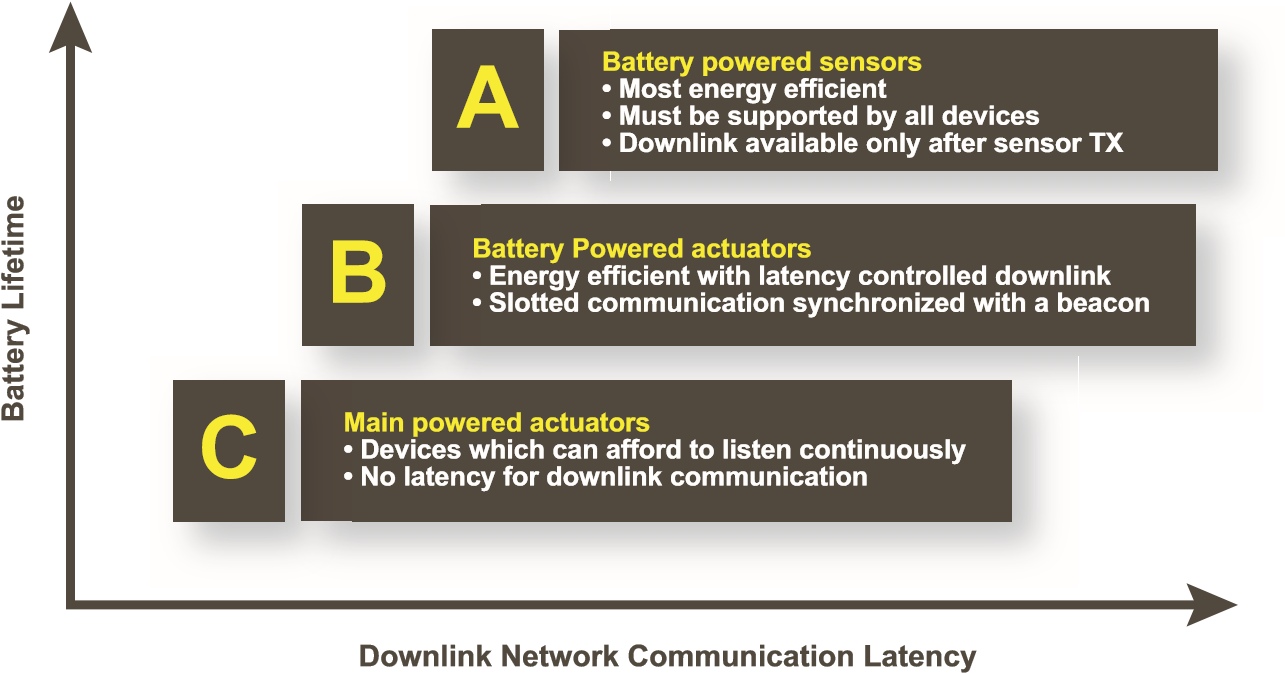 A
Battery powered sensors
• Most energy efficient
• Must be supported by all devices
• Downlink available only after sensor TX
B
Battery Powered actuators
• Energy efficient with latency controlled downlink
• Slotted communication synchronized with a beacon
C
Main powered actuators
• Devices which can afford to listen continuously
• No latency for downlink communication
Battery Lifetime
Downlink Network Communication Latency